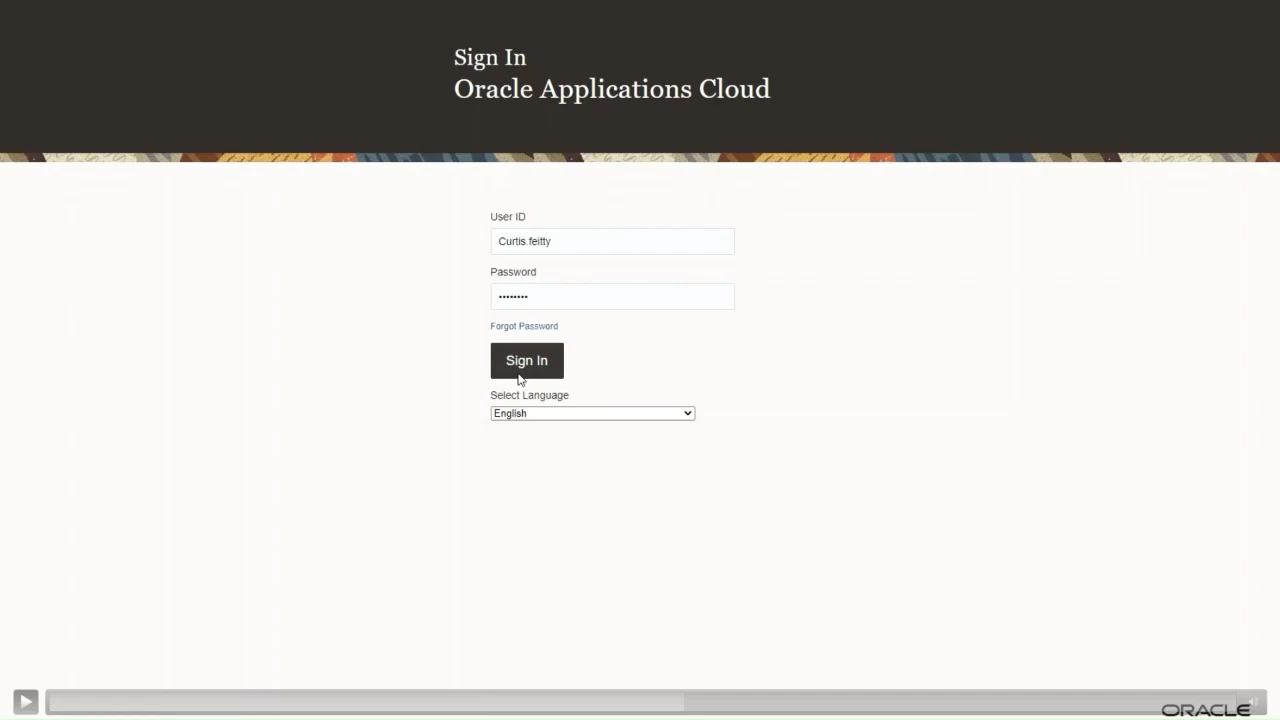 Sign In
Oracle Applications Cloud
User ID
Curtis.feitty
Password
••••••••
Forgot Password
Sign In
Select Language
English
ORACLE